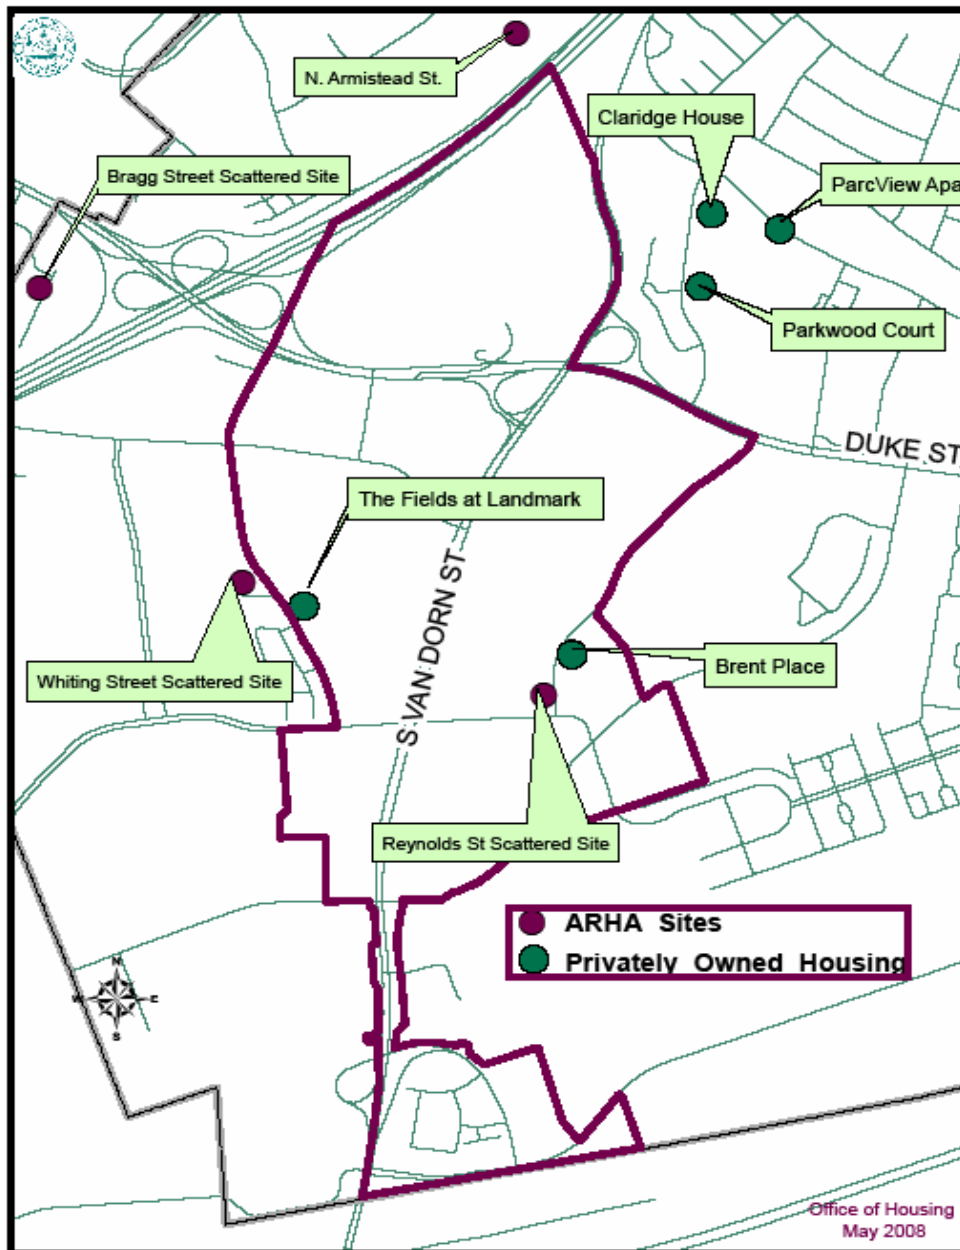 N. Armistead St.
Claridge House
Bragg Street Scattered Site
ParcView Apa
Parkwood Court
DUKE ST
The Fields at Landmark
S VAN DORN ST
Whiting Street Scattered Site
Brent Place
Reynolds St Scattered Site
ARHA Sites
Privately Owned Housing
N
W E
S
Office of Housing
May 2008